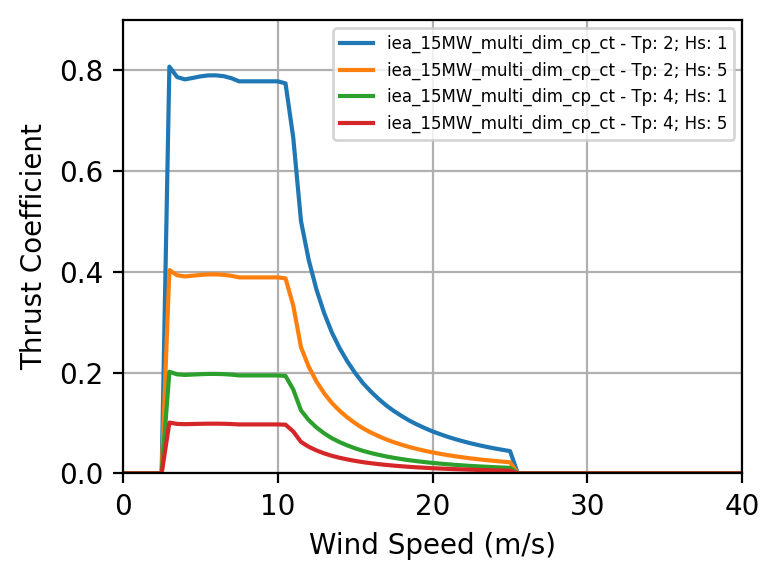 iea_15MW_multi_dim_cp_ct - Tp: 2; Hs: 1
iea_15MW_multi_dim_cp_ct - Tp: 2; Hs: 5
iea_15MW_multi_dim_cp_ct - Tp: 4; Hs: 1
iea_15MW_multi_dim_cp_ct - Tp: 4; Hs: 5
Thrust Coefficient
0.8
0.6
0.4
0.2
0.0
0 10 20 30 40
Wind Speed (m/s)